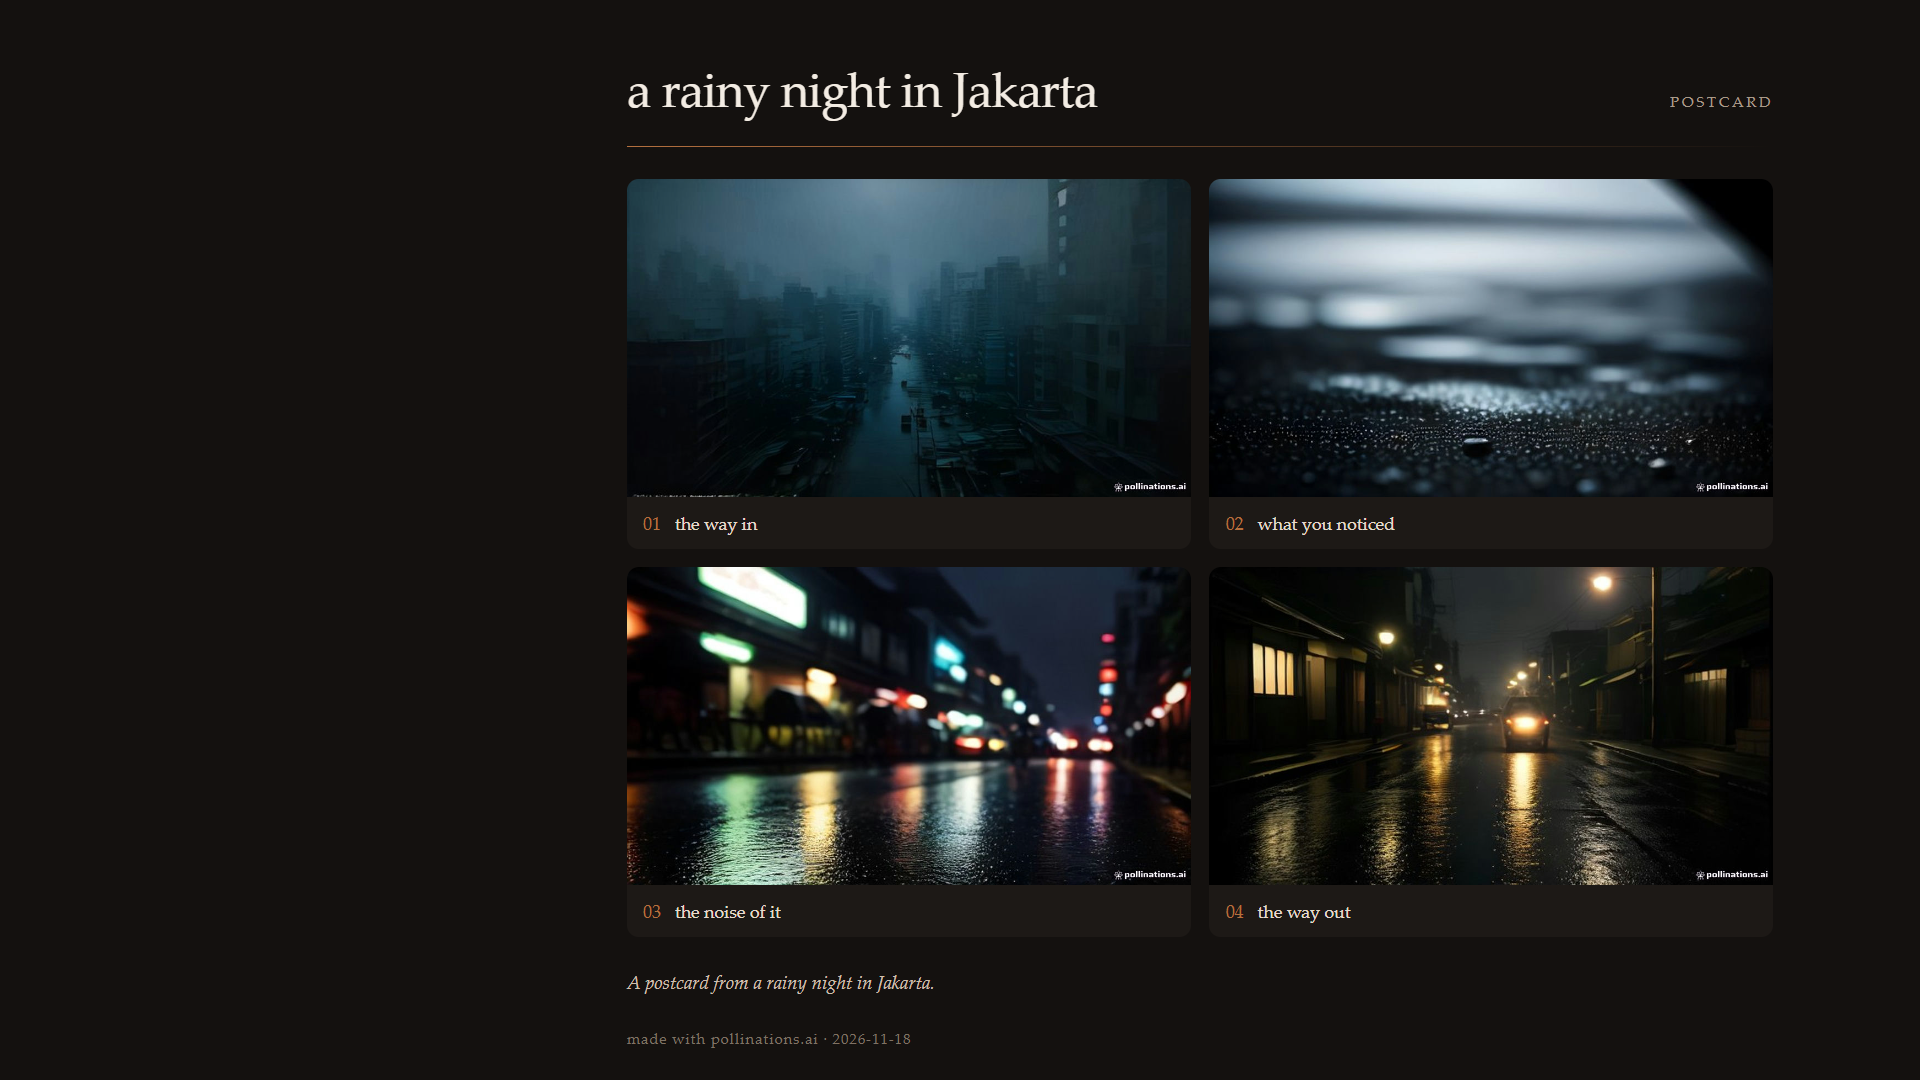 a rainy night in Jakarta
POSTCARD
pollinations.ai
pollinations.ai
01 the way in
02 what you noticed
pollinations.ai
pollinations.ai
03 the noise of it
04 the way out
A postcard from a rainy night in Jakarta.
made with pollinations.ai · 2026-11-18